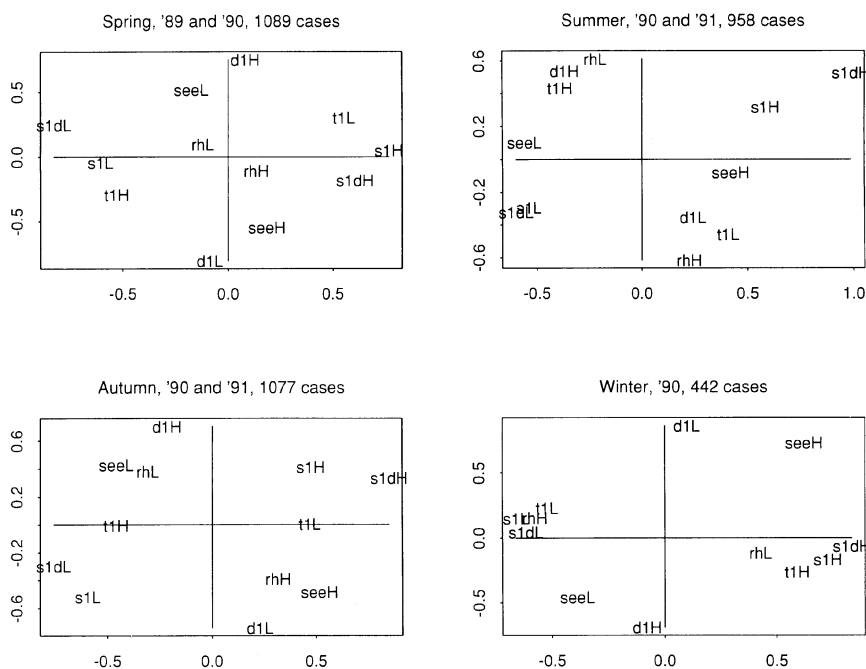 Spring, '89 and '90, 1089 cases
d1H
seeL
t1L
s1dL
rhL
s1H
s1L
rhH
s1dH
t1H
seeH
d1L
0.5
0.0
-0.5
-0.5
0.0
0.5
Summer, '90 and '91, 958 cases
rhL
d1H
s1dH
t1H
s1H
seeL
seeH
s1L
s1dL
d1L
t1L
rhH
0.6
0.2
-0.2
-0.6
-0.5
0.0
0.5
1.0
Autumn, '90 and '91, 1077 cases
d1H
seeL
rhL
s1H
s1dH
t1H
t1L
s1dL
rhH
seeH
s1L
d1L
0.6
0.2
-0.2
-0.6
-0.5
0.0
0.5
Winter, '90, 442 cases
d1L
seeH
t1L
s1L
rhH
s1dL
s1dH
rhL
s1H
t1H
seeL
d1H
0.5
0.0
-0.5
-0.5
0.0
0.5